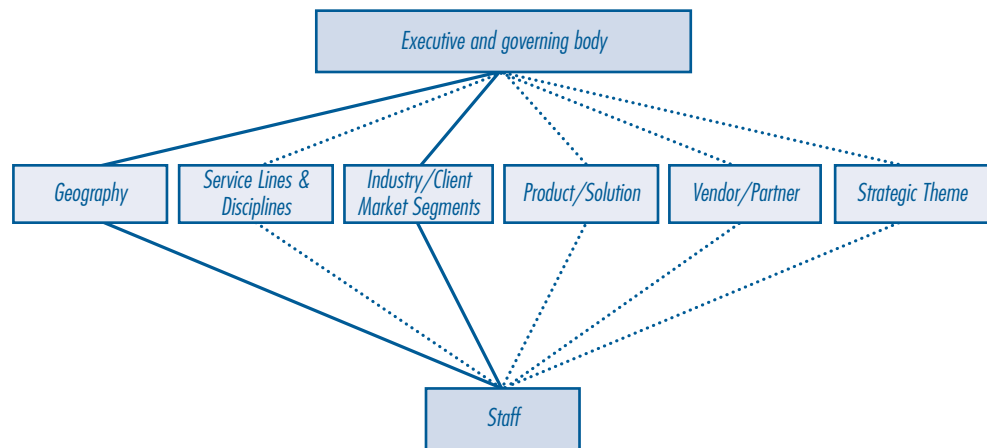 Executive and governing body
Geography
Service Lines &
Disciplines
Industry/Client
Market Segments
Product/Solution
Vendor/Partner
Strategic Theme
Staff